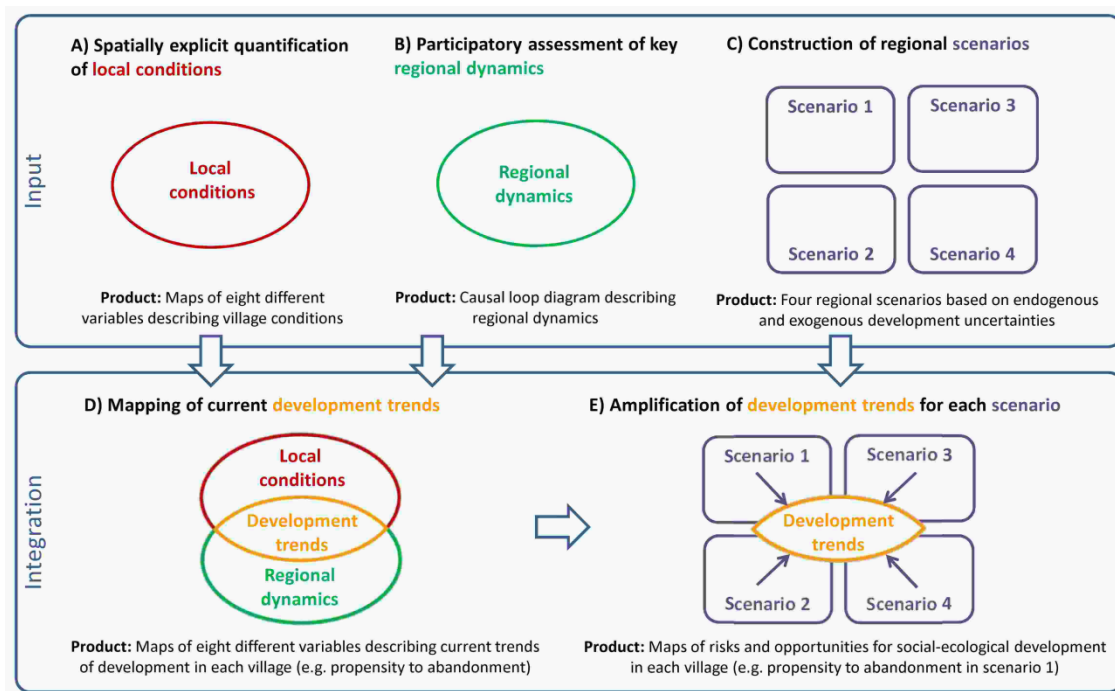 Input
A) Spatially explicit quantification
of local conditions
Local
conditions
Product: Maps of eight different
variables describing village conditions
B) Participatory assessment of key
regional dynamics
Regional
dynamics
Product: Causal loop diagram describing
regional dynamics
C) Construction of regional scenarios
Scenario 1
Scenario 3
Scenario 2
Scenario 4
Product: Four regional scenarios based on endogenous
and exogenous development uncertainties
Integration
D) Mapping of current development trends
Local
conditions
Development
trends
Regional
dynamics
Product: Maps of eight different variables describing current trends
of development in each village (e.g. propensity to abandonment)
E) Amplification of development trends for each scenario
Scenario 1
Scenario 3
Development
trends
Scenario 2
Scenario 4
Product: Maps of risks and opportunities for social-ecological development
in each village (e.g. propensity to abandonment in scenario 1)